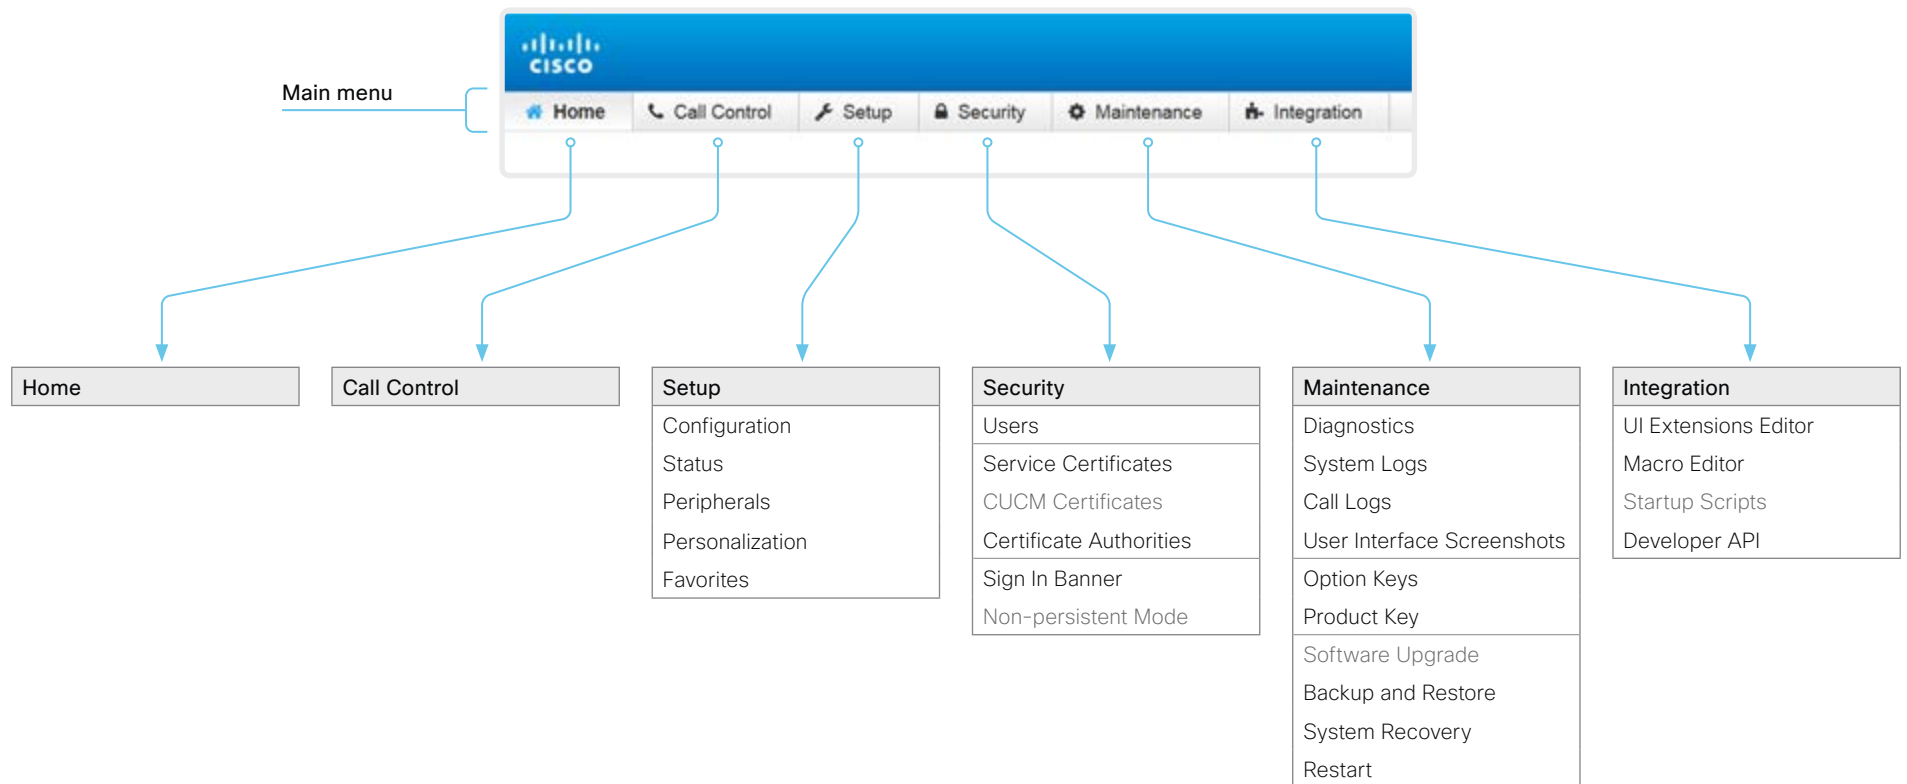 CISCO
Main menu
Home Call Control Setup Security Maintenance Integration
Home
Call Control
Setup
Configuration
Status
Peripherals
Personalization
Favorites
Security
Users
Service Certificates
CUCM Certificates
Certificate Authorities
Sign In Banner
Non-persistent Mode
Maintenance
Diagnostics
System Logs
Call Logs
User Interface Screenshots
Option Keys
Product Key
Software Upgrade
Backup and Restore
System Recovery
Restart
Integration
UI Extensions Editor
Macro Editor
Startup Scripts
Developer API